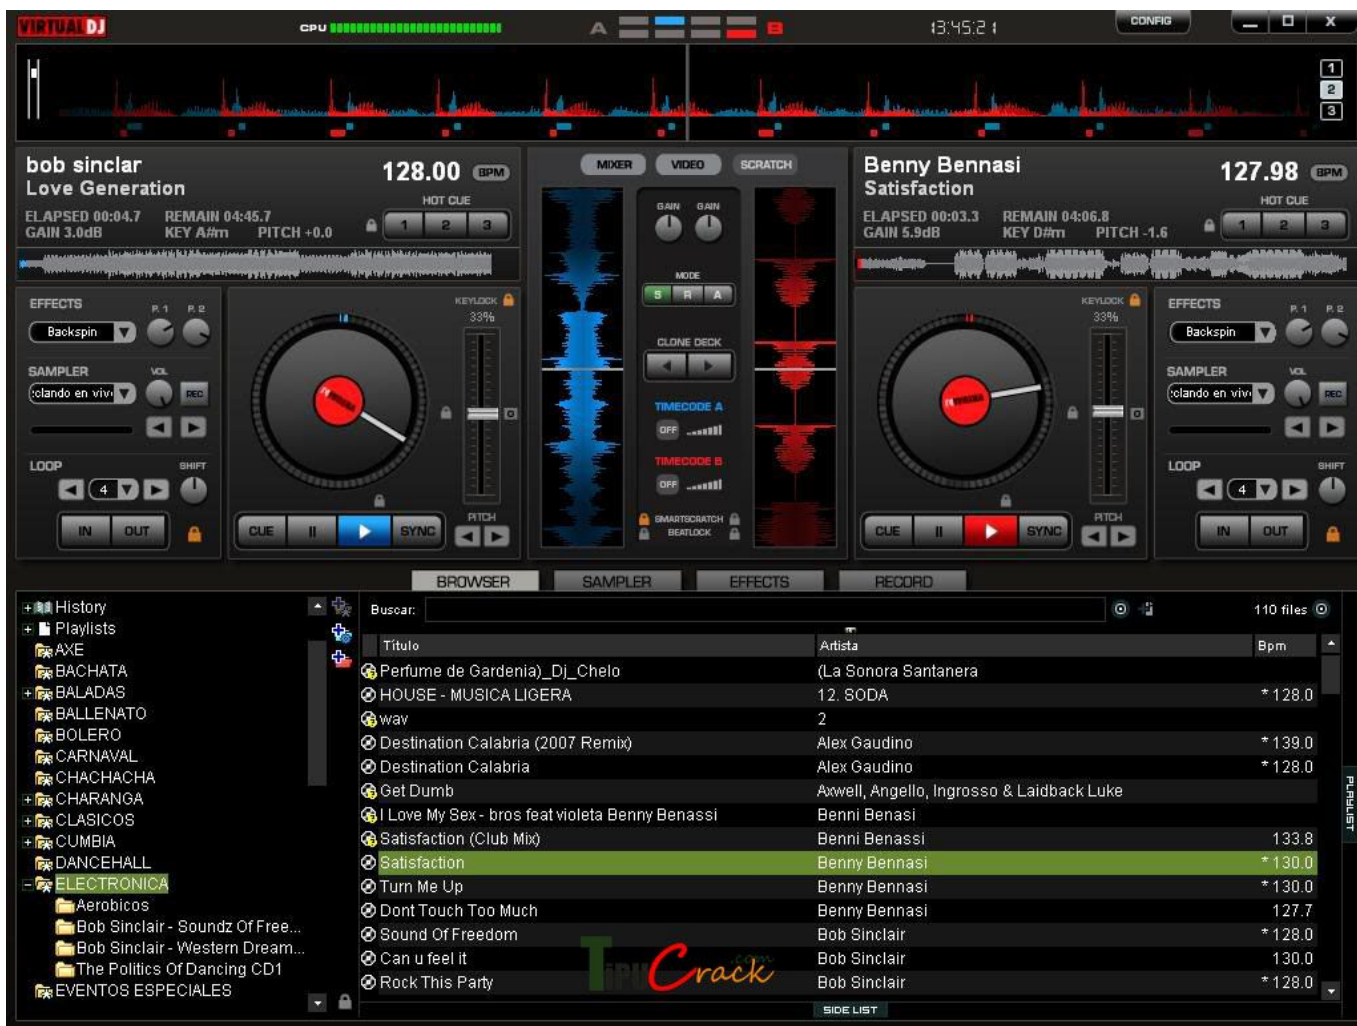 VIRTUAL DJ
CPU
A
B
13:45:21
CONFIG
1
2
3
bob sinclar
Love Generation
128.00 BPM
ELAPSED 00:04.7 REMAIN 04:45.7
GAIN 3.0dB KEY A#m PITCH +0.0
HOT CUE
1 2 3
MIXER VIDEO SCRATCH
GAIN GAIN
MODE
S R A
CLONE DECK
TIMECODE A
OFF
TIMECODE B
OFF
SMARTSCRATCH
BEATLOCK
Benny Bennasi
Satisfaction
127.98 BPM
ELAPSED 00:03.3 REMAIN 04:06.8
GAIN 5.9dB KEY D#m PITCH -1.6
HOT CUE
1 2 3
EFFECTS P. 1 P. 2
Backspin
SAMPLER VOL
clando en viv
REC
LOOP SHIFT
4
IN OUT
KEYLOCK
33%
CUE SYNC
PITCH
KEYLOCK
33%
CUE SYNC
PITCH
EFFECTS P. 1 P. 2
Backspin
SAMPLER VOL
clando en viv
REC
LOOP SHIFT
4
IN OUT
BROWSER SAMPLER EFFECTS RECORD
History
Playlists
AXE
BACHATA
BALADAS
BALLENATO
BOLERO
CARNAVAL
CHACHACHA
CHARANGA
CLASICOS
CUMBIA
DANCEHALL
ELECTRONICA
Aerobicos
Bob Sinclair - Soundz Of Free...
Bob Sinclair - Western Dream...
The Politics Of Dancing CD1
EVENTOS ESPECIALES
Buscar: 110 files
Título Artista Bpm
Perfume de Gardenia)_Dj_Chelo (La Sonora Santanera
HOUSE - MUSICA LIGERA 12. SODA * 128.0
wav 2
Destination Calabria (2007 Remix) Alex Gaudino * 139.0
Destination Calabria Alex Gaudino * 128.0
Get Dumb Axwell, Angello, Ingrosso & Laidback Luke
I Love My Sex - bros feat violeta Benny Benassi Benni Benasi
Satisfaction (Club Mix) Benni Benassi 133.8
Satisfaction Benny Bennasi * 130.0
Turn Me Up Benny Bennasi * 130.0
Dont Touch Too Much Benny Bennasi 127.7
Sound Of Freedom Bob Sinclair * 128.0
Can u feel it Bob Sinclair 130.0
Rock This Party Bob Sinclair * 128.0
TiPUCrack.com
SIDE LIST
PLAYLIST